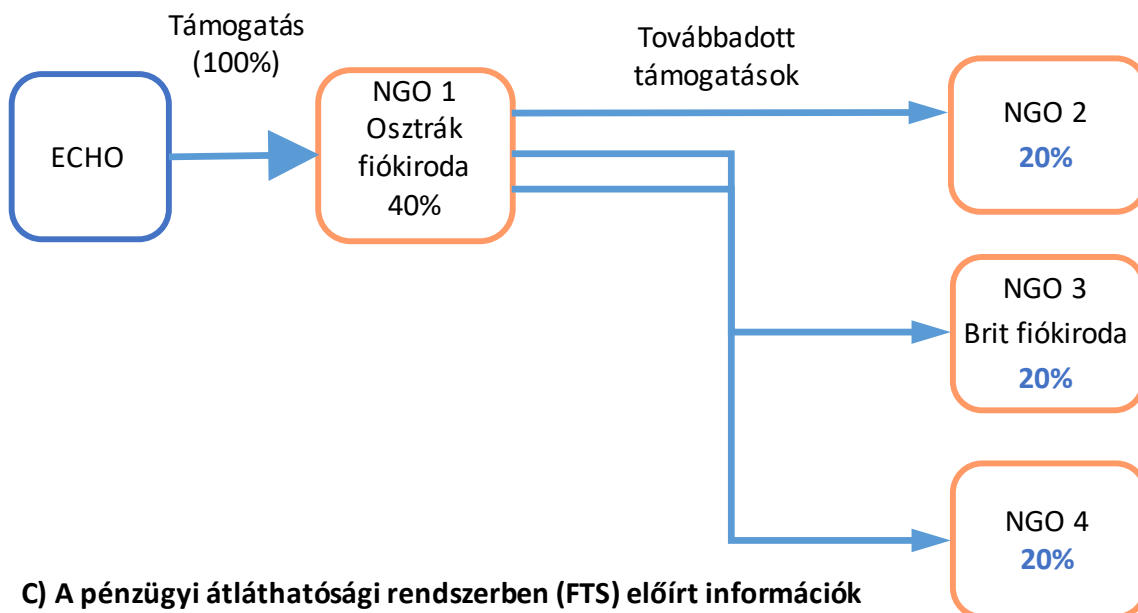 Támogatás
(100%)
Továbbadott
támogatások
ECHO
NGO 1
Osztrák
fiókiroda
40%
NGO 2
20%
NGO 3
Brit fiókiroda
20%
NGO 4
20%
C) A pénzügyi átláthatósági rendszerben (FTS) előírt információk